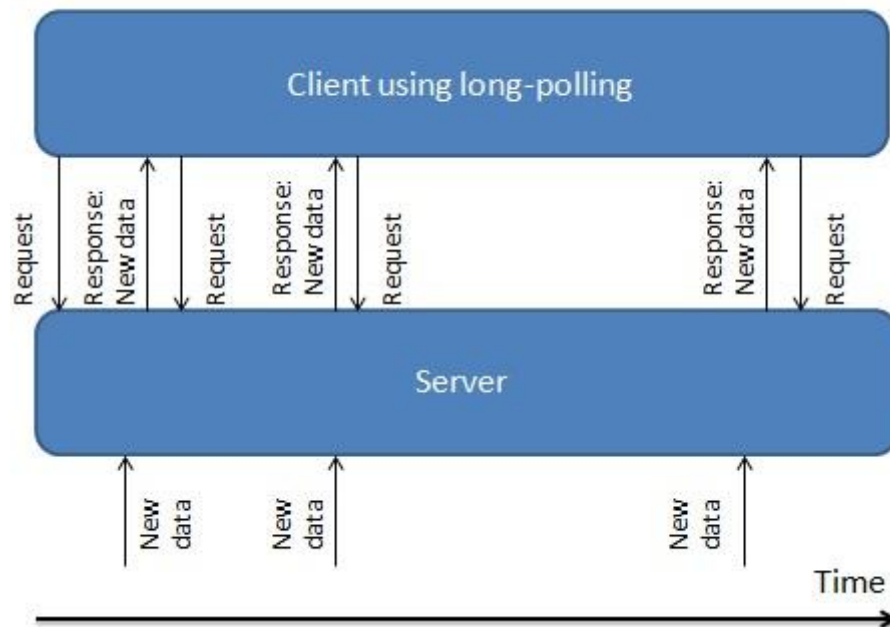 Client using long-polling
Request
Response:
New data
Request
Response:
New data
Request
Response:
New data
Request
Server
New
data
New
data
New
data
Time